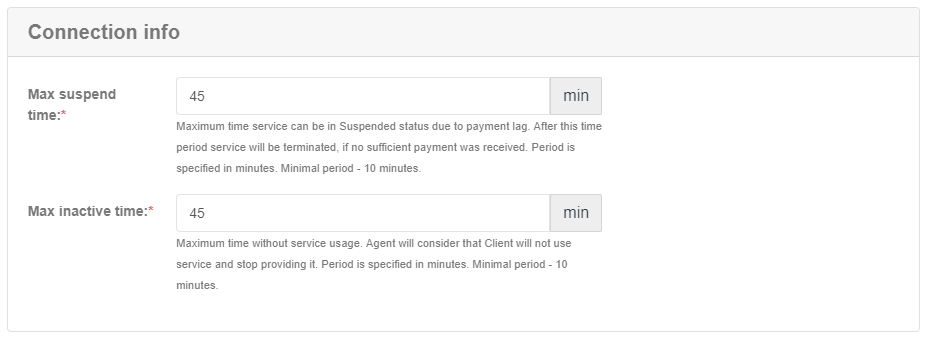 Connection info
Max suspend
time:*
45
min
Maximum time service can be in Suspended status due to payment lag. After this time
period service will be terminated, if no sufficient payment was received. Period is
specified in minutes. Minimal period - 10 minutes.
Max inactive time:*
45
min
Maximum time without service usage. Agent will consider that Client will not use
service and stop providing it. Period is specified in minutes. Minimal period - 10
minutes.